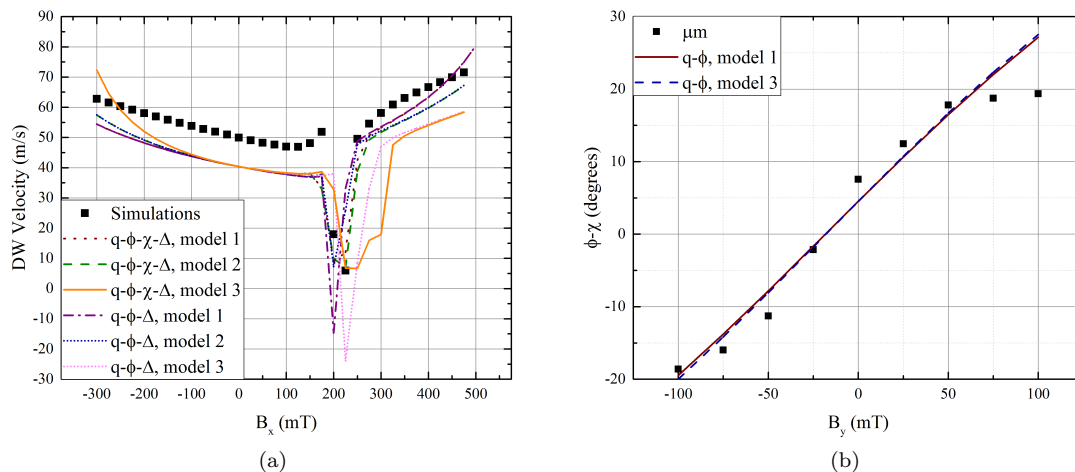 90
80
70
60
50
40
30
20
10
0
-10
-20
-30
DW Velocity (m/s)
Simulations
q-ϕ-χ-Δ, model 1
q-ϕ-χ-Δ, model 2
q-ϕ-χ-Δ, model 3
q-ϕ-Δ, model 1
q-ϕ-Δ, model 2
q-ϕ-Δ, model 3
-300 -200 -100 0 100 200 300 400 500
B_x (mT)
(a)
30
20
10
0
-10
-20
ϕ-χ (degrees)
μm
q-ϕ, model 1
q-ϕ, model 3
-100 -50 0 50 100
B_y (mT)
(b)